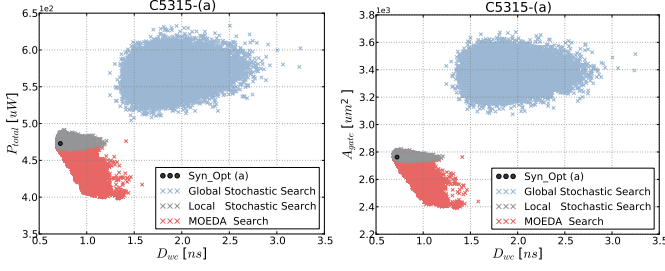 C5315-(a)
6.5 1e2
6.0
5.5
5.0
4.5
4.0
3.5
P_total [uW]
0.5 1.0 1.5 2.0 2.5 3.0 3.5
D_wc [ns]
Syn_Opt (a)
Global Stochastic Search
Local Stochastic Search
MOEDA Search
C5315-(a)
3.8 1e3
3.6
3.4
3.2
3.0
2.8
2.6
2.4
2.2
A_gate [um²]
0.5 1.0 1.5 2.0 2.5 3.0 3.5
D_wc [ns]
Syn_Opt (a)
Global Stochastic Search
Local Stochastic Search
MOEDA Search